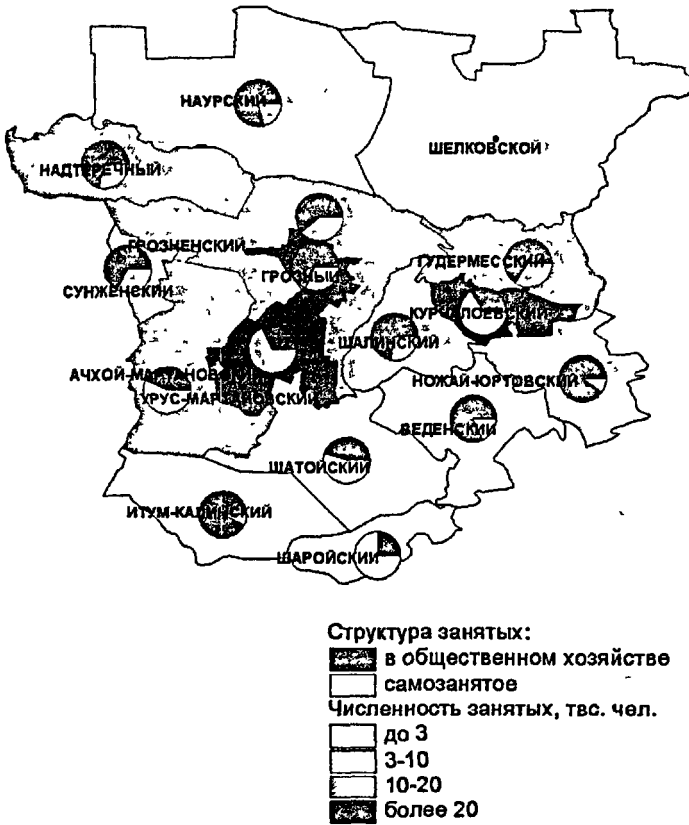 НАУРСКИЙ
ШЕЛКОВСКОЙ
НАДТЕРЕЧНЫЙ
ГРОЗНЕНСКИЙ
ГУДЕРМЕССКИЙ
ГРОЗНЫЙ
СУНЖЕНСКИЙ
КУРЧАЛОЕВСКИЙ
ШАЛИНСКИЙ
АЧХОЙ-МАРТАНОВСКИЙ
НОЖАЙ-ЮРТОВСКИЙ
УРУС-МАРТАНОВСКИЙ
ВЕДЕНСКИЙ
ШАТОЙСКИЙ
ИТУМ-КАЛИНСКИЙ
ШАРОЙСКИЙ
Структура занятых:
в общественном хозяйстве
самозанятое
Численность занятых, твс. чел.
до 3
3-10
10-20
более 20